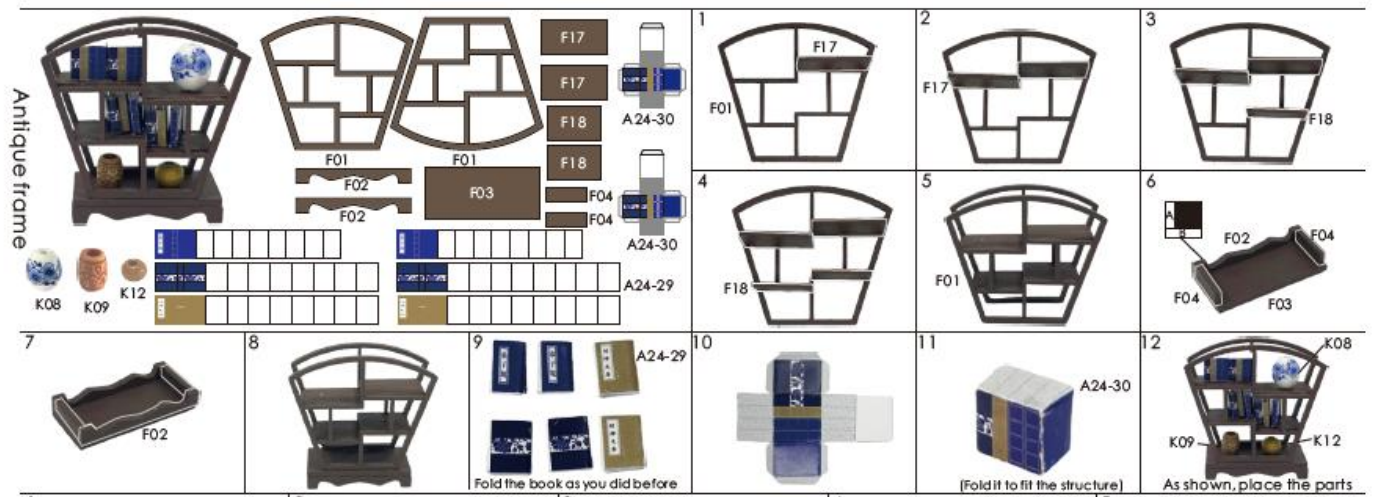 Antique frame
F01
F01
F02
F02
F03
F17
F17
F18
F18
F04
F04
A24-30
A24-30
A24-29
K08
K09
K12
1
F17
F01
2
F17
3
F18
4
F18
5
F01
6
A
B
F02
F04
F04
F03
7
F02
8
9
A24-29
Fold the book as you did before
10
11
A24-30
(Fold it to fit the structure)
12
K08
K09
K12
As shown, place the parts